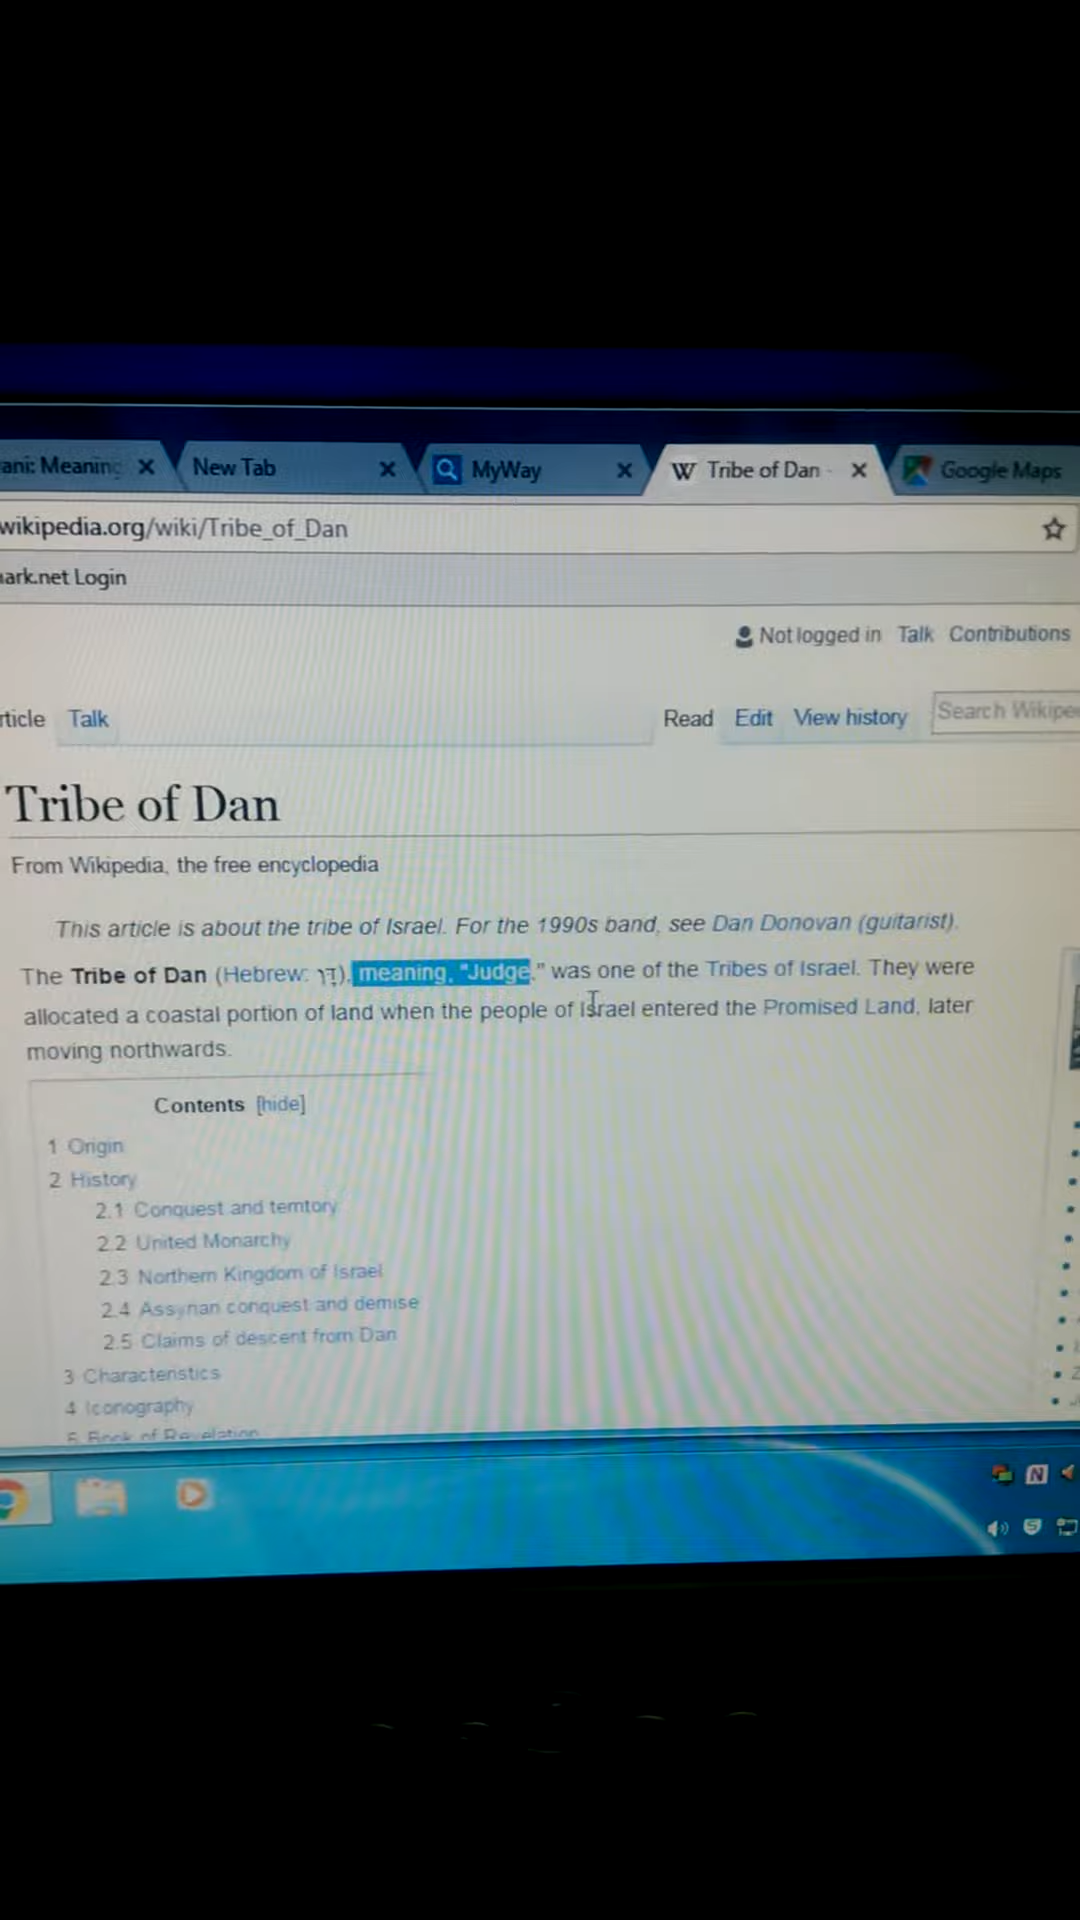 ani: Meaning
New Tab
MyWay
Tribe of Dan -
Google Maps
wikipedia.org/wiki/Tribe_of_Dan
ark.net Login
Not logged in Talk Contributions
rticle Talk Read Edit View history Search Wikipe
Tribe of Dan
From Wikipedia, the free encyclopedia
This article is about the tribe of Israel. For the 1990s band, see Dan Donovan (guitarist).
The Tribe of Dan (Hebrew: דָּן), meaning, "Judge," was one of the Tribes of Israel. They were
allocated a coastal portion of land when the people of Israel entered the Promised Land, later
moving northwards.
Contents [hide]
1 Origin
2 History
2.1 Conquest and territory
2.2 United Monarchy
2.3 Northern Kingdom of Israel
2.4 Assyrian conquest and demise
2.5 Claims of descent from Dan
3 Characteristics
4 Iconography
5 Book of Revelation
N